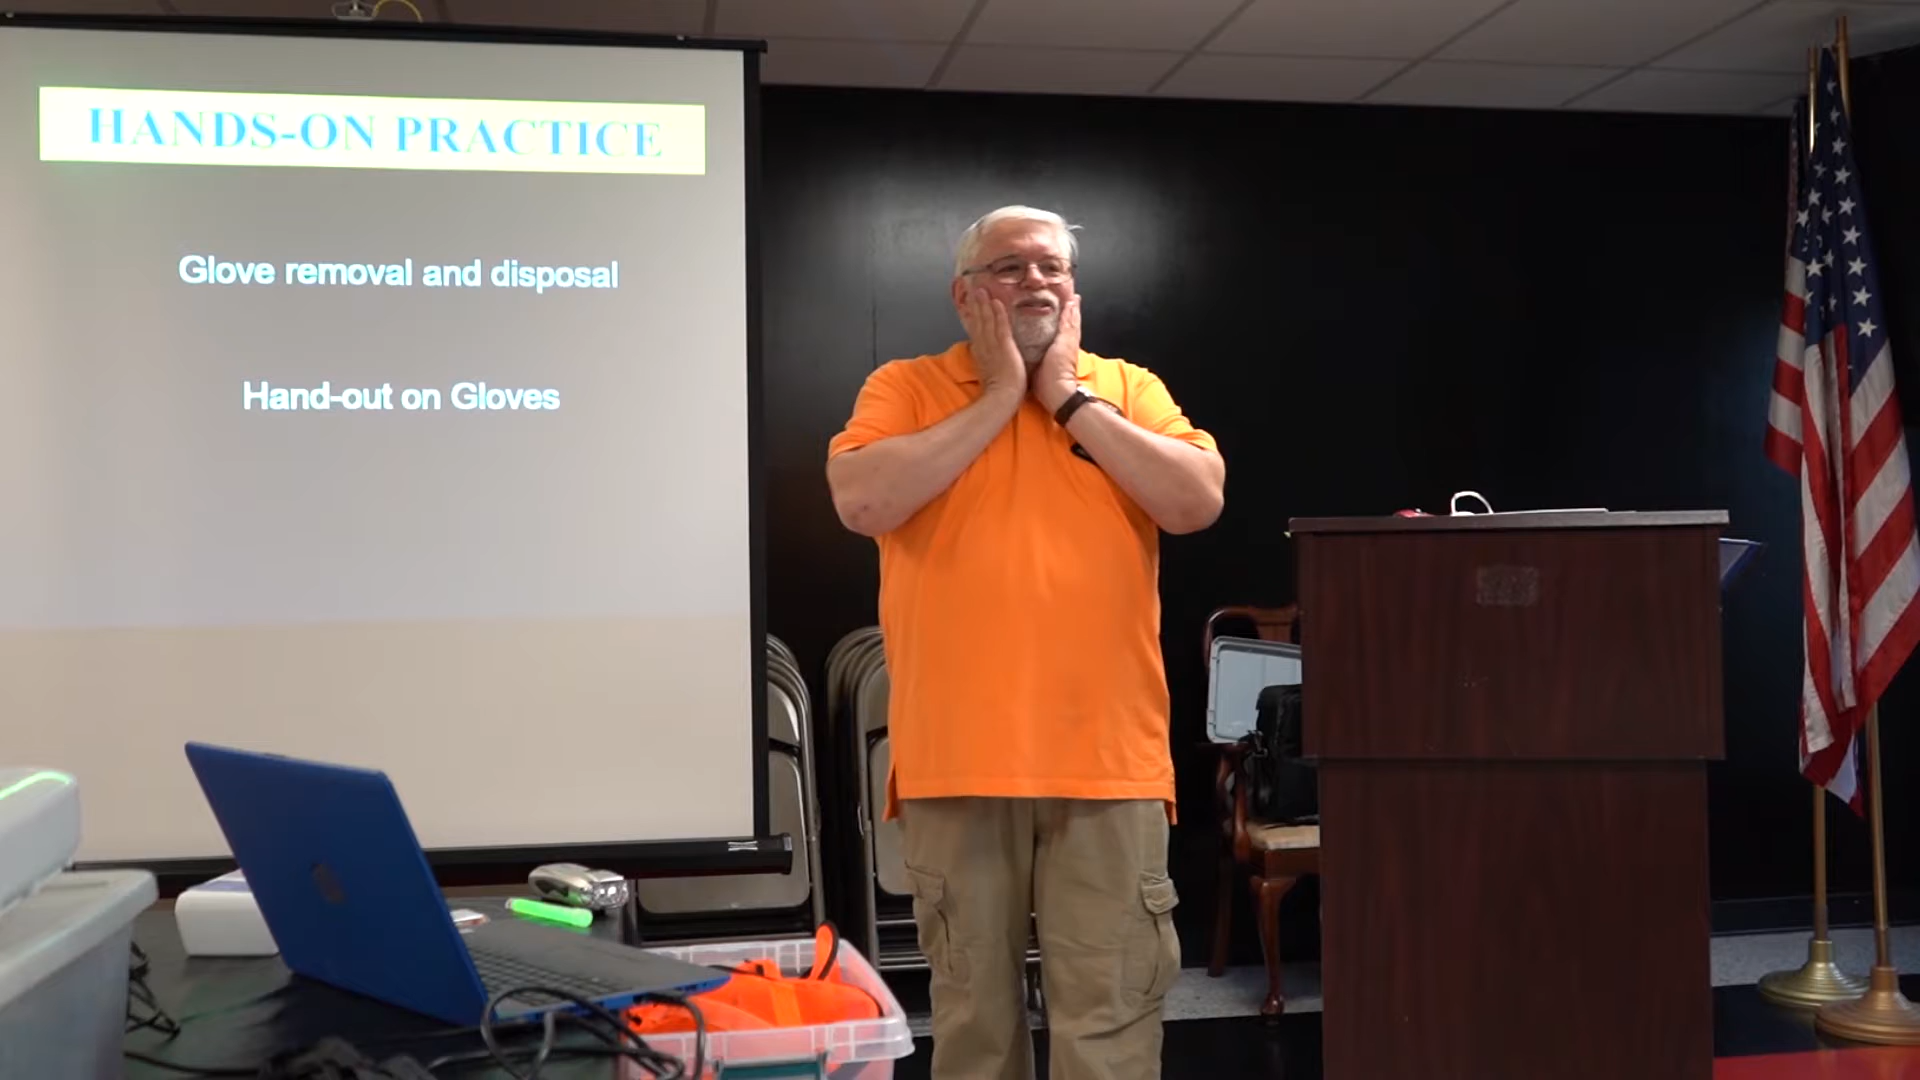 HANDS-ON PRACTICE
Glove removal and disposal
Hand-out on Gloves